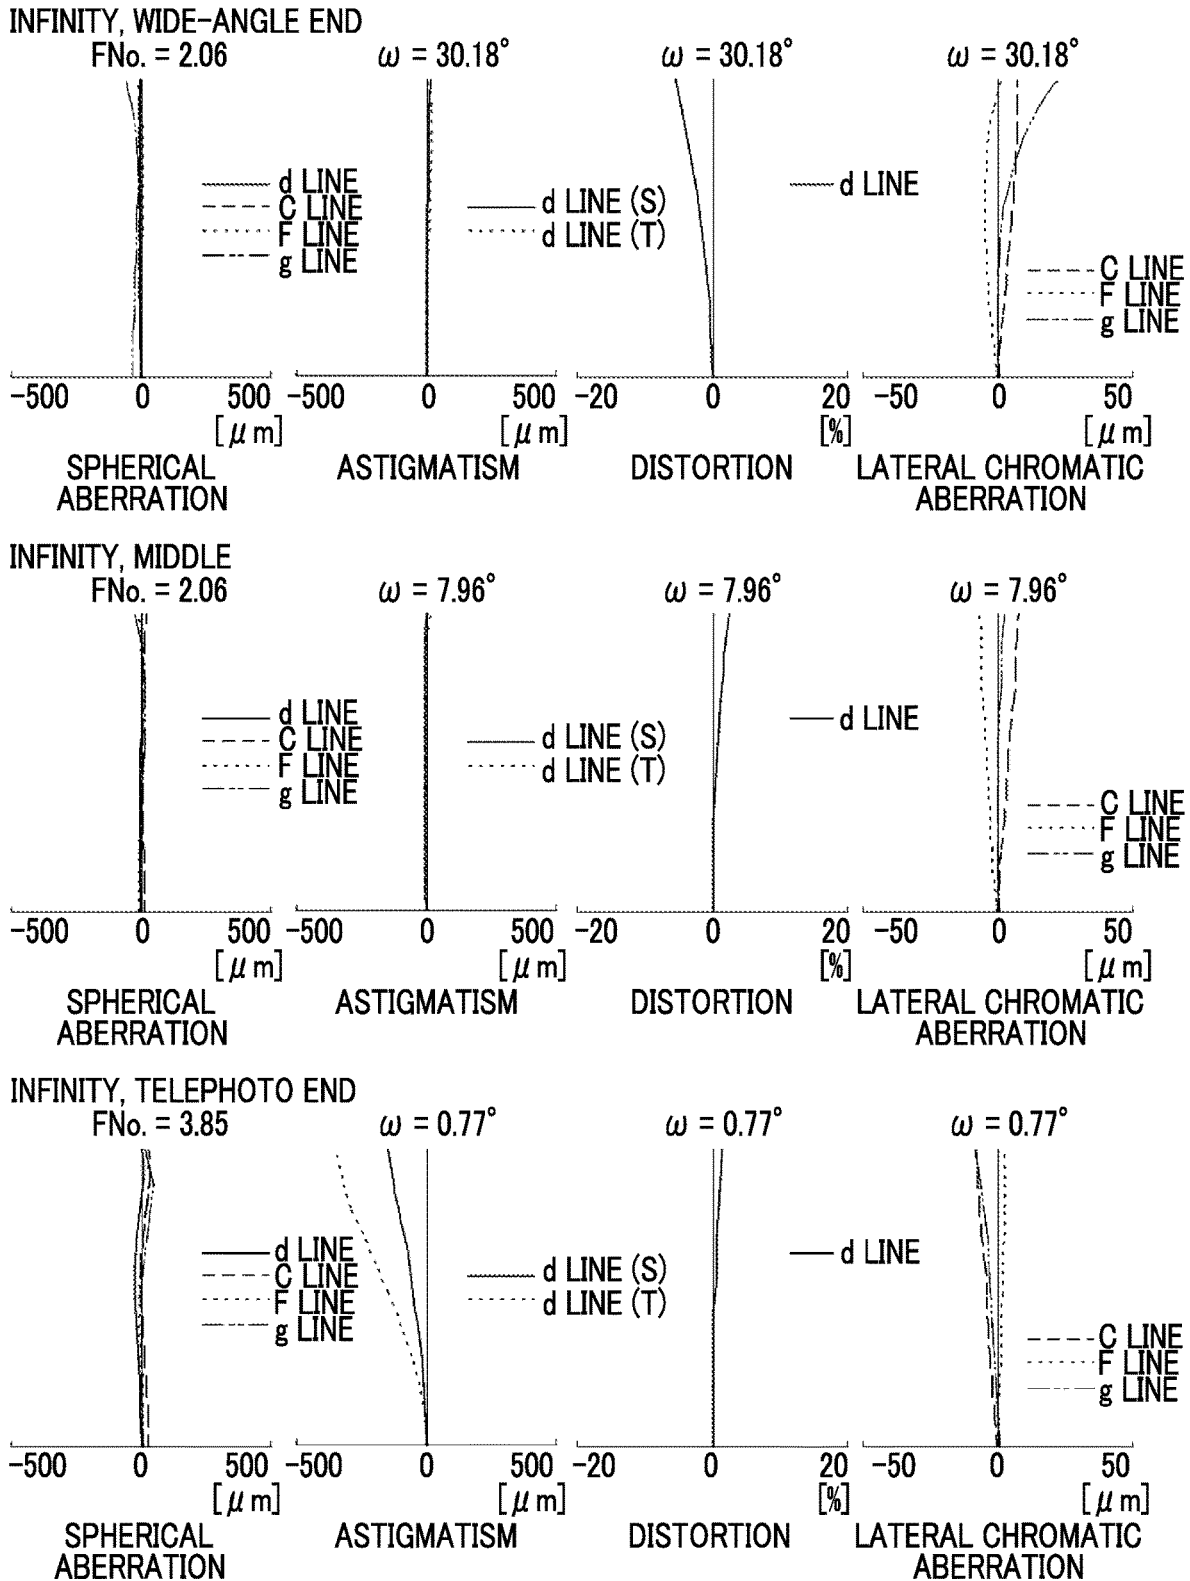 INFINITY, WIDE-ANGLE END
FNo. = 2.06
ω = 30.18°
ω = 30.18°
ω = 30.18°
d LINE
C LINE
F LINE
g LINE
d LINE (S)
d LINE (T)
d LINE
C LINE
F LINE
g LINE
-500 0 500
-500 0 500
-20 0 20
-50 0 50
[μm]
[μm]
[%]
[μm]
SPHERICAL
ABERRATION
ASTIGMATISM
DISTORTION
LATERAL CHROMATIC
ABERRATION
INFINITY, MIDDLE
FNo. = 2.06
ω = 7.96°
ω = 7.96°
ω = 7.96°
d LINE
C LINE
F LINE
g LINE
d LINE (S)
d LINE (T)
d LINE
C LINE
F LINE
g LINE
-500 0 500
-500 0 500
-20 0 20
-50 0 50
[μm]
[μm]
[%]
[μm]
SPHERICAL
ABERRATION
ASTIGMATISM
DISTORTION
LATERAL CHROMATIC
ABERRATION
INFINITY, TELEPHOTO END
FNo. = 3.85
ω = 0.77°
ω = 0.77°
ω = 0.77°
d LINE
C LINE
F LINE
g LINE
d LINE (S)
d LINE (T)
d LINE
C LINE
F LINE
g LINE
-500 0 500
-500 0 500
-20 0 20
-50 0 50
[μm]
[μm]
[%]
[μm]
SPHERICAL
ABERRATION
ASTIGMATISM
DISTORTION
LATERAL CHROMATIC
ABERRATION